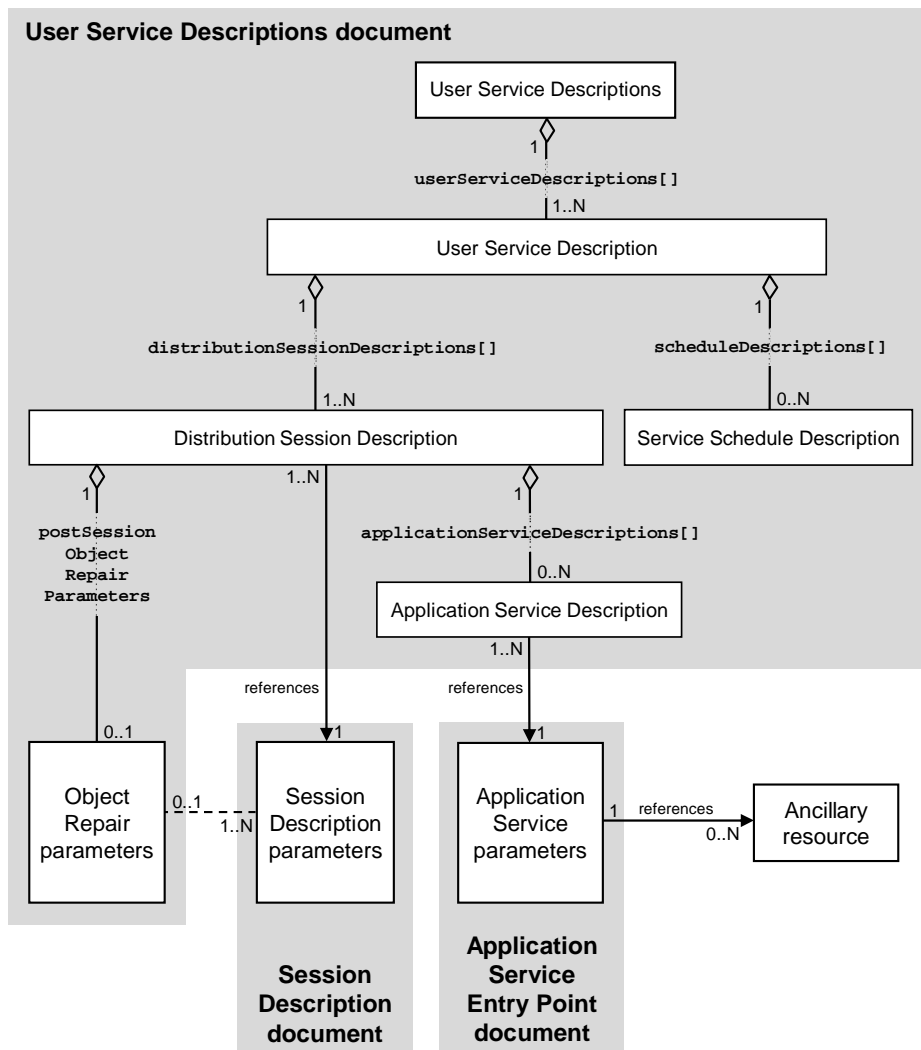 User Service Descriptions document
User Service Descriptions
1
userServiceDescriptions[]
1..N
User Service Description
1
1
distributionSessionDescriptions[]
scheduleDescriptions[]
1..N
0..N
Distribution Session Description
Service Schedule Description
1
1..N
1
postSession
Object
Repair
Parameters
applicationServiceDescriptions[]
0..N
Application Service Description
1..N
references
references
0..1
1
1
Object
Repair
parameters
0..1
1..N
Session
Description
parameters
Application
Service
parameters
1
references
0..N
Ancillary
resource
Session
Description
document
Application
Service
Entry Point
document